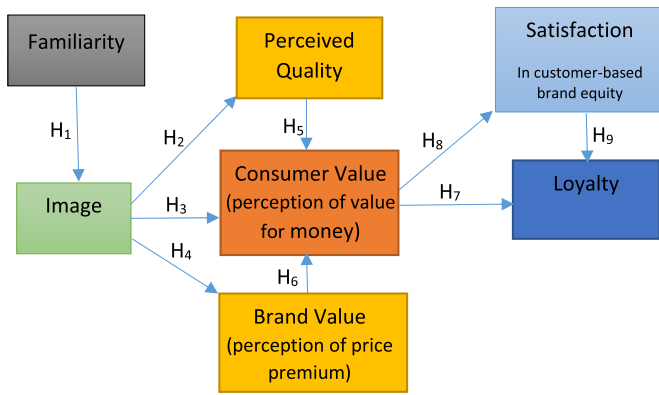 Familiarity
Perceived
Quality
Satisfaction
In customer-based
brand equity
H₁
H₂
H₅
H₈
H₉
Image
H₃
Consumer Value
(perception of value
for money)
H₇
Loyalty
H₄
H₆
Brand Value
(perception of price
premium)